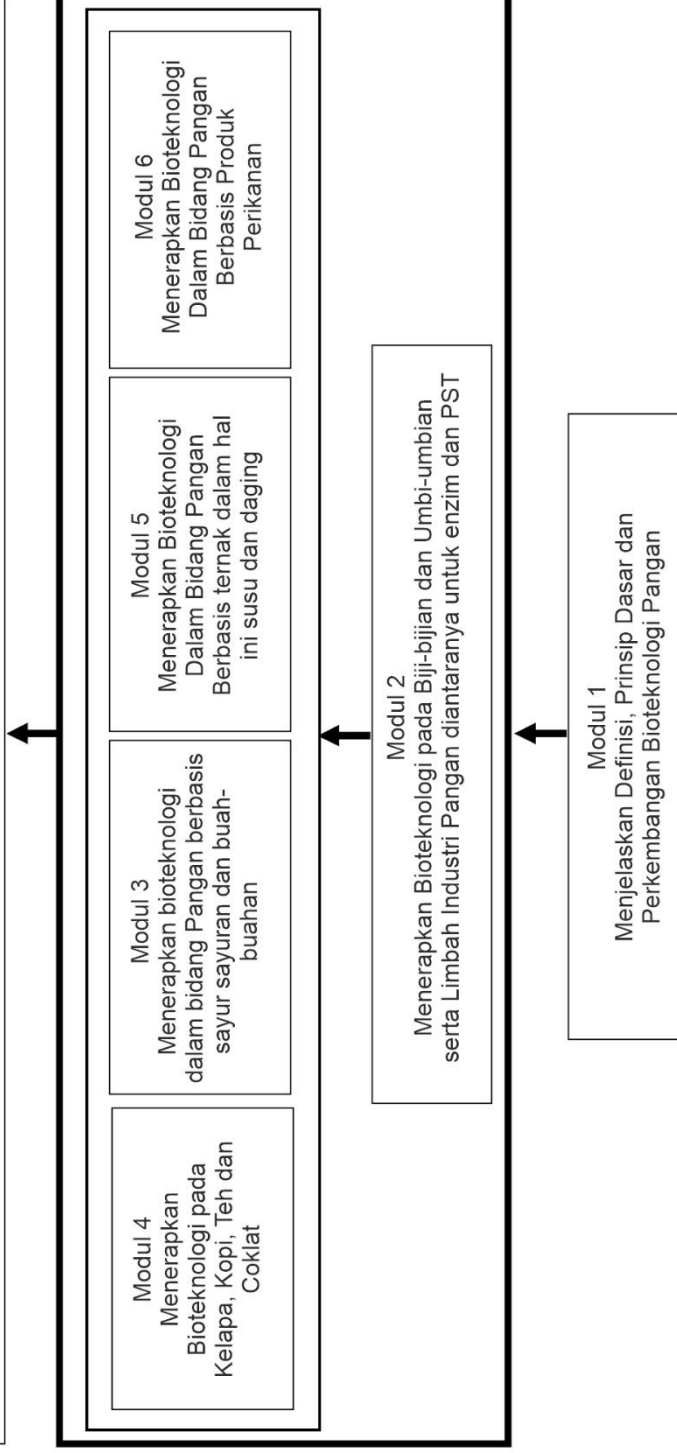 Modul 4
Menerapkan
Bioteknologi pada
Kelapa, Kopi, Teh dan
Coklat
Modul 3
Menerapkan bioteknologi
dalam bidang Pangan berbasis
sayur sayuran dan buah-
buahan
Modul 5
Menerapkan Bioteknologi
Dalam Bidang Pangan
Berbasis ternak dalam hal
ini susu dan daging
Modul 6
Menerapkan Bioteknologi
Dalam Bidang Pangan
Berbasis Produk
Perikanan
Modul 2
Menerapkan Bioteknologi pada Biji-bijian dan Umbi-umbian
serta Limbah Industri Pangan diantaranya untuk enzim dan PST
Modul 1
Menjelaskan Definisi, Prinsip Dasar dan
Perkembangan Bioteknologi Pangan